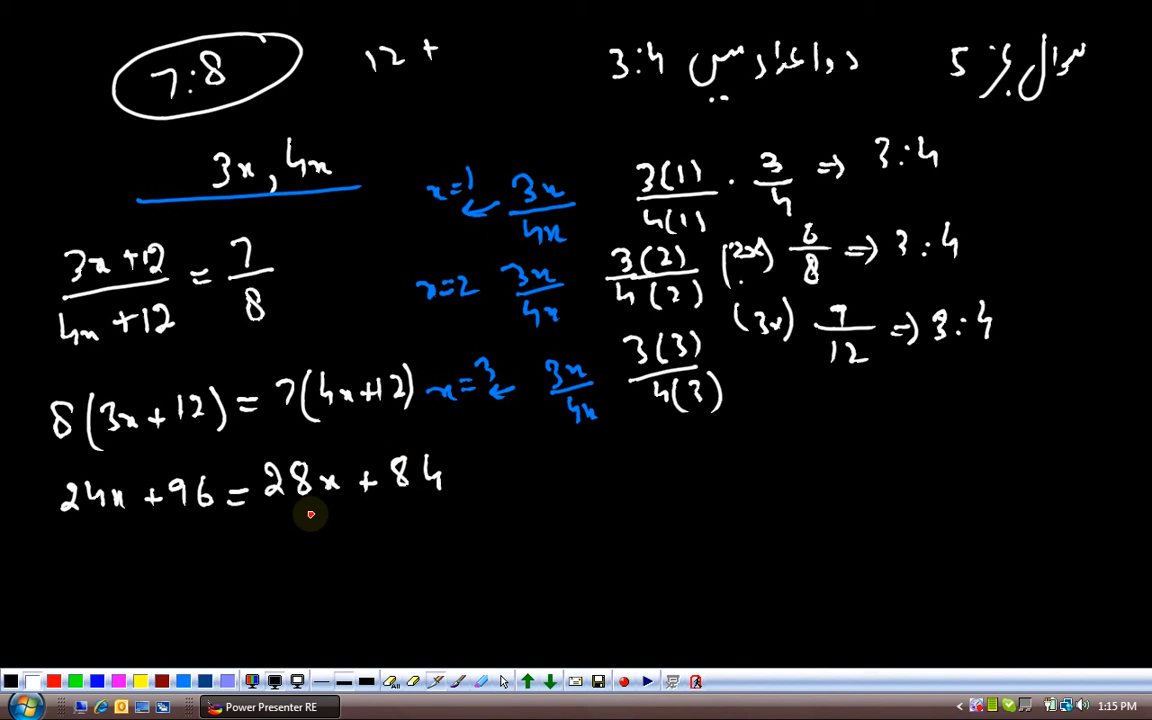 7:8 12 + 3:4 دو اعداد میں سوال نمبر 5
3x , 4x
x=1 3x/4x 3(1)/4(1) . 3/4 ⇒ 3:4
(3x+12)/(4x+12) = 7/8
x=2 3x/4x 3(2)/4(2) (2x) 6/8 ⇒ 3:4
8(3x+12) = 7(4x+12)
x=3 3x/4x 3(3)/4(3) (3x) 9/12 ⇒ 3:4
24x +96 = 28x + 84
Power Presenter RE
1:15 PM